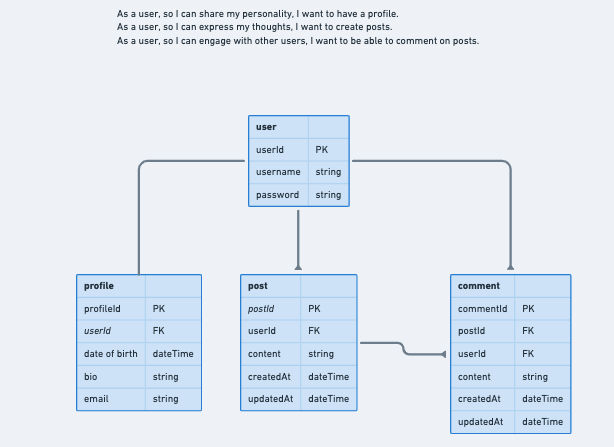 As a user, so I can share my personality, I want to have a profile.
As a user, so I can express my thoughts, I want to create posts.
As a user, so I can engage with other users, I want to be able to comment on posts.
user
userId PK
username string
password string
profile
profileId PK
userId FK
date of birth dateTime
bio string
email string
post
postId PK
userId FK
content string
createdAt dateTime
updatedAt dateTime
comment
commentId PK
postId FK
userId FK
content string
createdAt dateTime
updatedAt dateTime